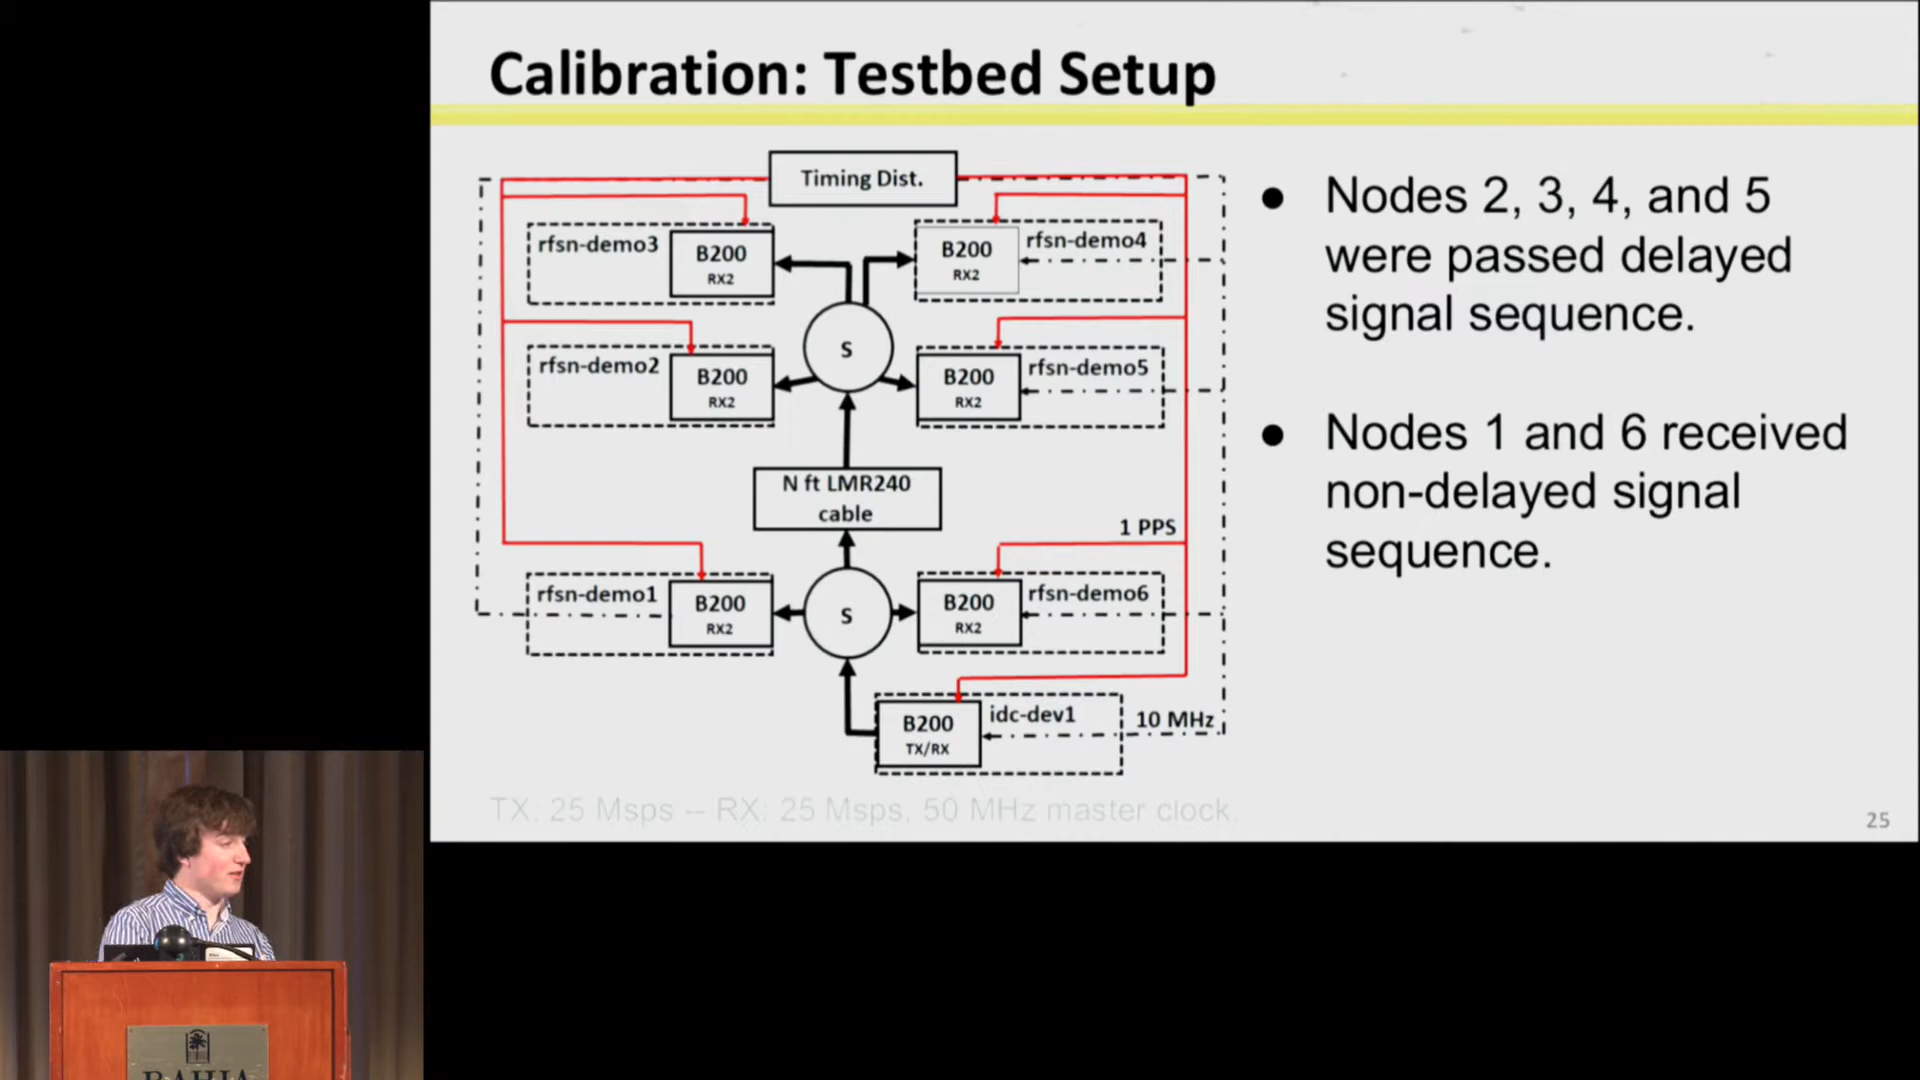 Calibration: Testbed Setup
Timing Dist.
rfsn-demo3
B200
RX2
B200
RX2
rfsn-demo4
S
rfsn-demo2
B200
RX2
B200
RX2
rfsn-demo5
N ft LMR240
cable
1 PPS
rfsn-demo1
B200
RX2
S
B200
RX2
rfsn-demo6
B200
TX/RX
idc-dev1
10 MHz
TX: 25 Msps -- RX: 25 Msps, 50 MHz master clock.
● Nodes 2, 3, 4, and 5
were passed delayed
signal sequence.
● Nodes 1 and 6 received
non-delayed signal
sequence.
25
BAHIA